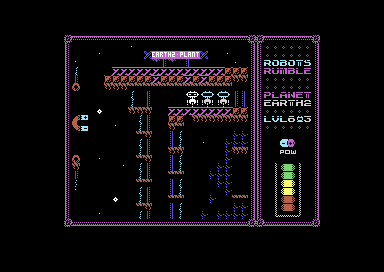 EARTH2-PLANT
ROBOTS
RUMBLE
PLANET
EARTH2
LVL603
POW